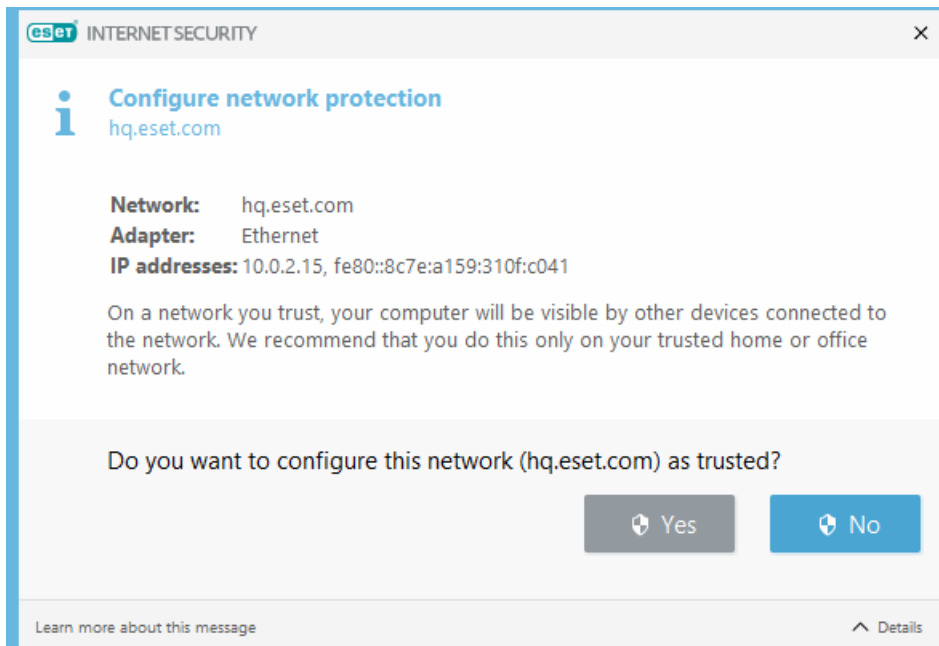 eset INTERNET SECURITY
Configure network protection
hq.eset.com
Network: hq.eset.com
Adapter: Ethernet
IP addresses: 10.0.2.15, fe80::8c7e:a159:310f:c041
On a network you trust, your computer will be visible by other devices connected to
the network. We recommend that you do this only on your trusted home or office
network.
Do you want to configure this network (hq.eset.com) as trusted?
Yes
No
Learn more about this message
Details